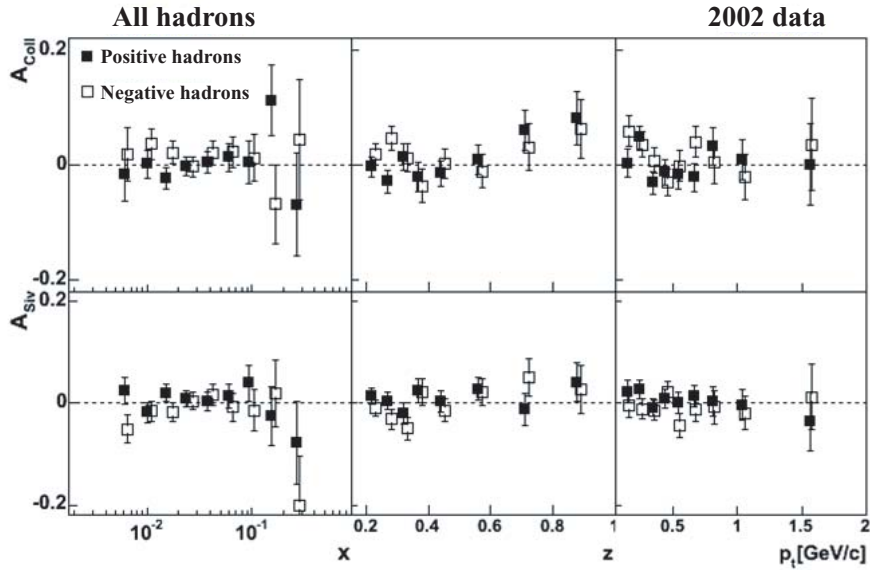 All hadrons 2002 data
A_Coll
0.2
Positive hadrons
Negative hadrons
0
-0.2
A_Siv
0.2
0
-0.2
10^-2 10^-1 0.2 0.4 0.6 0.8 1 0.5 1 1.5 2
x z p_t[GeV/c]